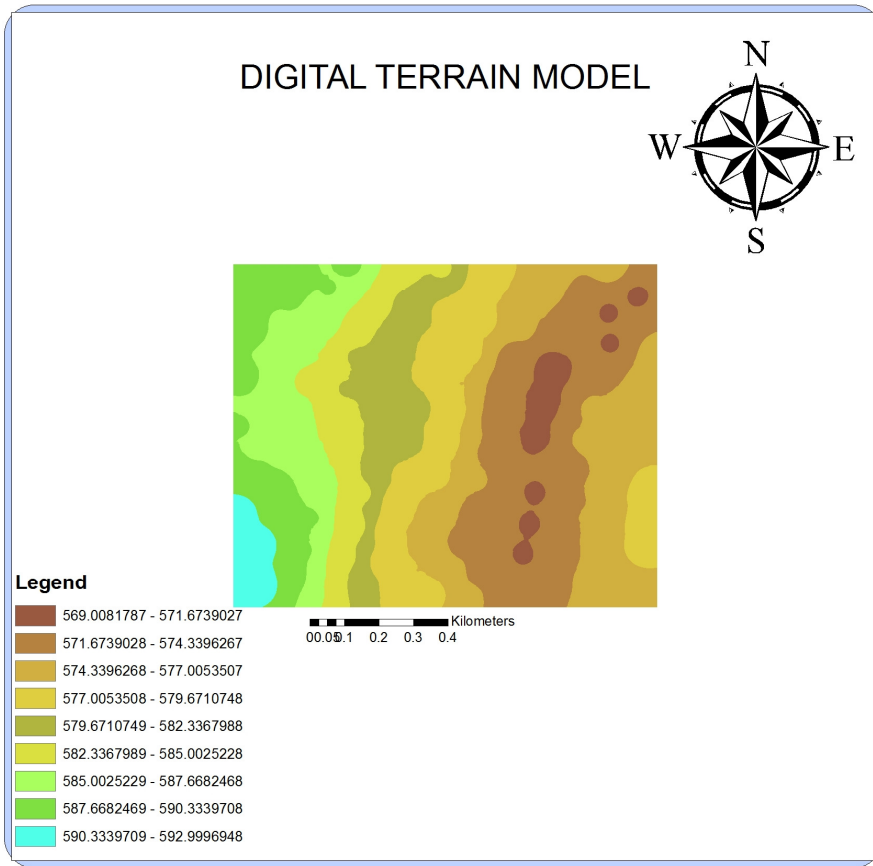 DIGITAL TERRAIN MODEL
N
W E
S
Legend
569.0081787 - 571.6739027
571.6739028 - 574.3396267
574.3396268 - 577.0053507
577.0053508 - 579.6710748
579.6710749 - 582.3367988
582.3367989 - 585.0025228
585.0025229 - 587.6682468
587.6682469 - 590.3339708
590.3339709 - 592.9996948
Kilometers
0 0.05 0.1 0.2 0.3 0.4